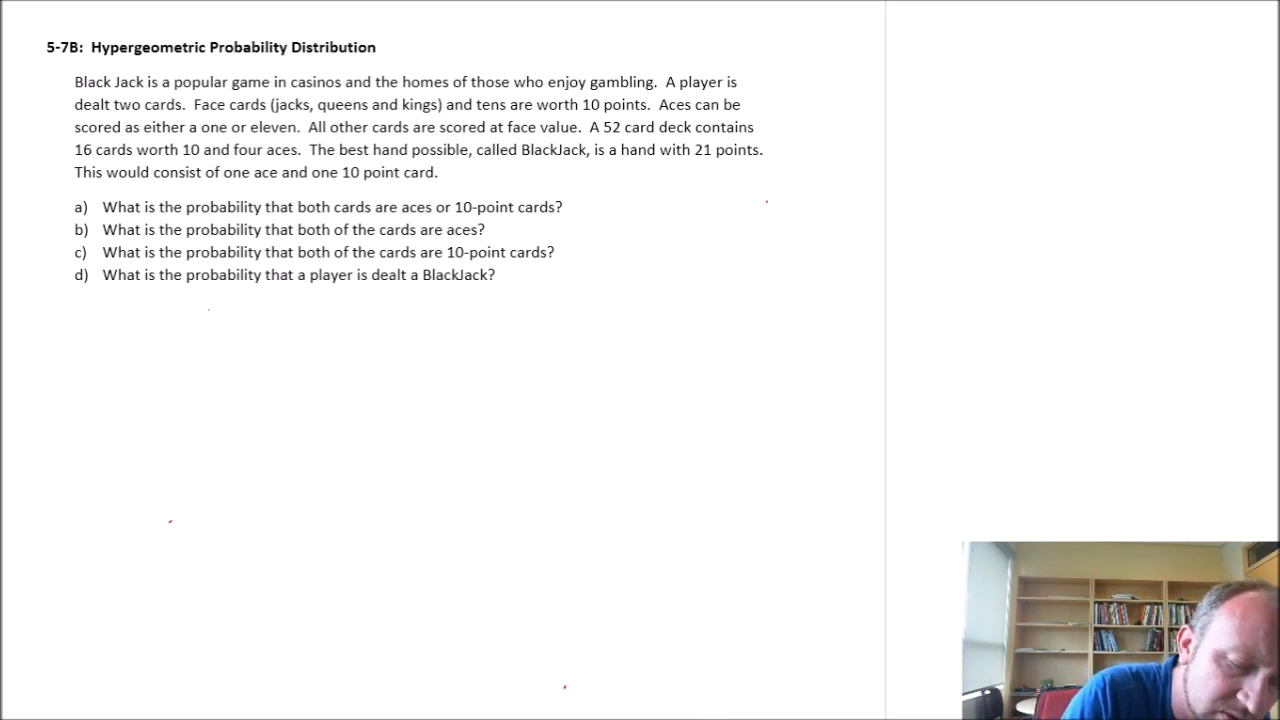 5-7B: Hypergeometric Probability Distribution
Black Jack is a popular game in casinos and the homes of those who enjoy gambling. A player is
dealt two cards. Face cards (jacks, queens and kings) and tens are worth 10 points. Aces can be
scored as either a one or eleven. All other cards are scored at face value. A 52 card deck contains
16 cards worth 10 and four aces. The best hand possible, called BlackJack, is a hand with 21 points.
This would consist of one ace and one 10 point card.
a) What is the probability that both cards are aces or 10-point cards?
b) What is the probability that both of the cards are aces?
c) What is the probability that both of the cards are 10-point cards?
d) What is the probability that a player is dealt a BlackJack?